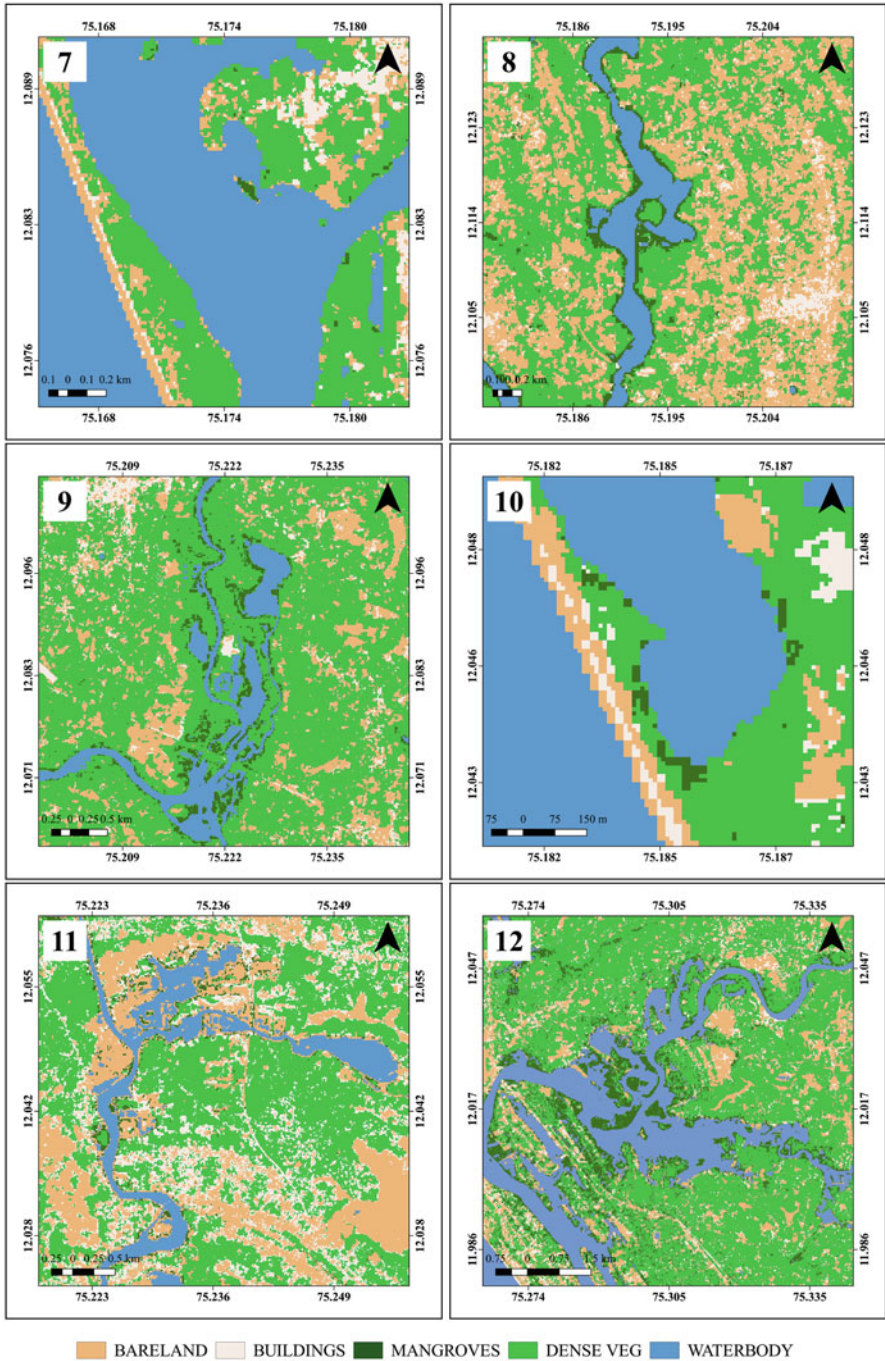 75.168 75.174 75.180
7
12.089 12.089
12.083 12.083
12.076 12.076
0.1 0 0.1 0.2 km
75.168 75.174 75.180
75.186 75.195 75.204
8
12.123 12.123
12.114 12.114
12.105 12.105
0.2 km
75.186 75.195 75.204
75.209 75.222 75.235
9
12.096 12.096
12.083 12.083
12.071 12.071
0.25 0 0.25 0.5 km
75.209 75.222 75.235
75.182 75.185 75.187
10
12.048 12.048
12.046 12.046
12.043 12.043
75 0 75 150 m
75.182 75.185 75.187
75.223 75.236 75.249
11
12.055 12.055
12.042 12.042
12.028 12.028
0.25 0 0.25 0.5 km
75.223 75.236 75.249
75.274 75.305 75.335
12
12.047 12.047
12.017 12.017
11.986 11.986
0.75 0 0.75 1.5 km
75.274 75.305 75.335
BARELAND BUILDINGS MANGROVES DENSE VEG WATERBODY